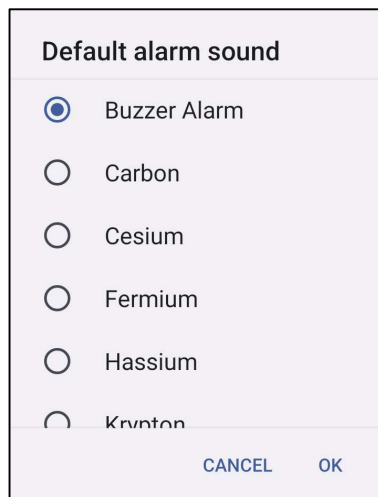 Default alarm sound
Buzzer Alarm
Carbon
Cesium
Fermium
Hassium
Krypton
CANCEL OK